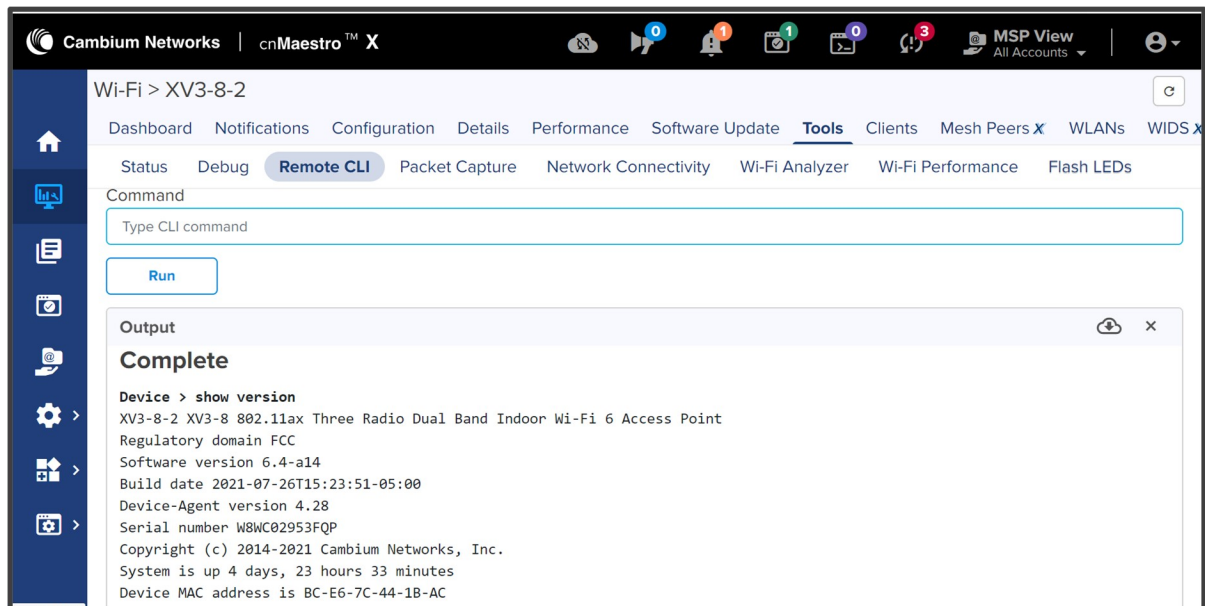 Cambium Networks | cnMaestro™ X
0 1 1 0 3 MSP View
All Accounts
Wi-Fi > XV3-8-2
Dashboard Notifications Configuration Details Performance Software Update Tools Clients Mesh Peers X WLANs WIDS X
Status Debug Remote CLI Packet Capture Network Connectivity Wi-Fi Analyzer Wi-Fi Performance Flash LEDs
Command
Type CLI command
Run
Output
Complete
Device > show version
XV3-8-2 XV3-8 802.11ax Three Radio Dual Band Indoor Wi-Fi 6 Access Point
Regulatory domain FCC
Software version 6.4-a14
Build date 2021-07-26T15:23:51-05:00
Device-Agent version 4.28
Serial number W8WC02953FQP
Copyright (c) 2014-2021 Cambium Networks, Inc.
System is up 4 days, 23 hours 33 minutes
Device MAC address is BC-E6-7C-44-1B-AC